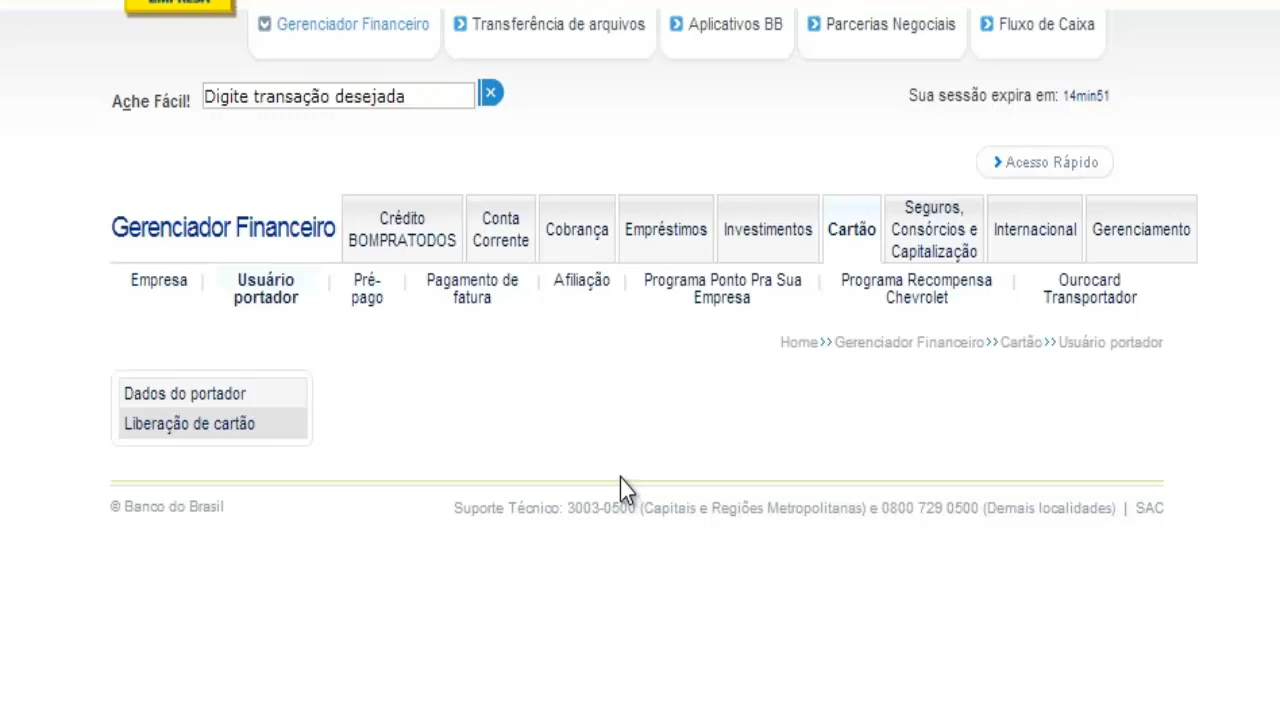 EMPRESA
Gerenciador Financeiro
Transferência de arquivos
Aplicativos BB
Parcerias Negociais
Fluxo de Caixa
Ache Fácil!
Digite transação desejada
Sua sessão expira em: 14min51
Acesso Rápido
Gerenciador Financeiro
Crédito
BOMPRATODOS
Conta
Corrente
Cobrança
Empréstimos
Investimentos
Cartão
Seguros,
Consórcios e
Capitalização
Internacional
Gerenciamento
Empresa
Usuário
portador
Pré-
pago
Pagamento de
fatura
Afiliação
Programa Ponto Pra Sua
Empresa
Programa Recompensa
Chevrolet
Ourocard
Transportador
Home >> Gerenciador Financeiro >> Cartão >> Usuário portador
Dados do portador
Liberação de cartão
© Banco do Brasil
Suporte Técnico: 3003-0500 (Capitais e Regiões Metropolitanas) e 0800 729 0500 (Demais localidades) | SAC